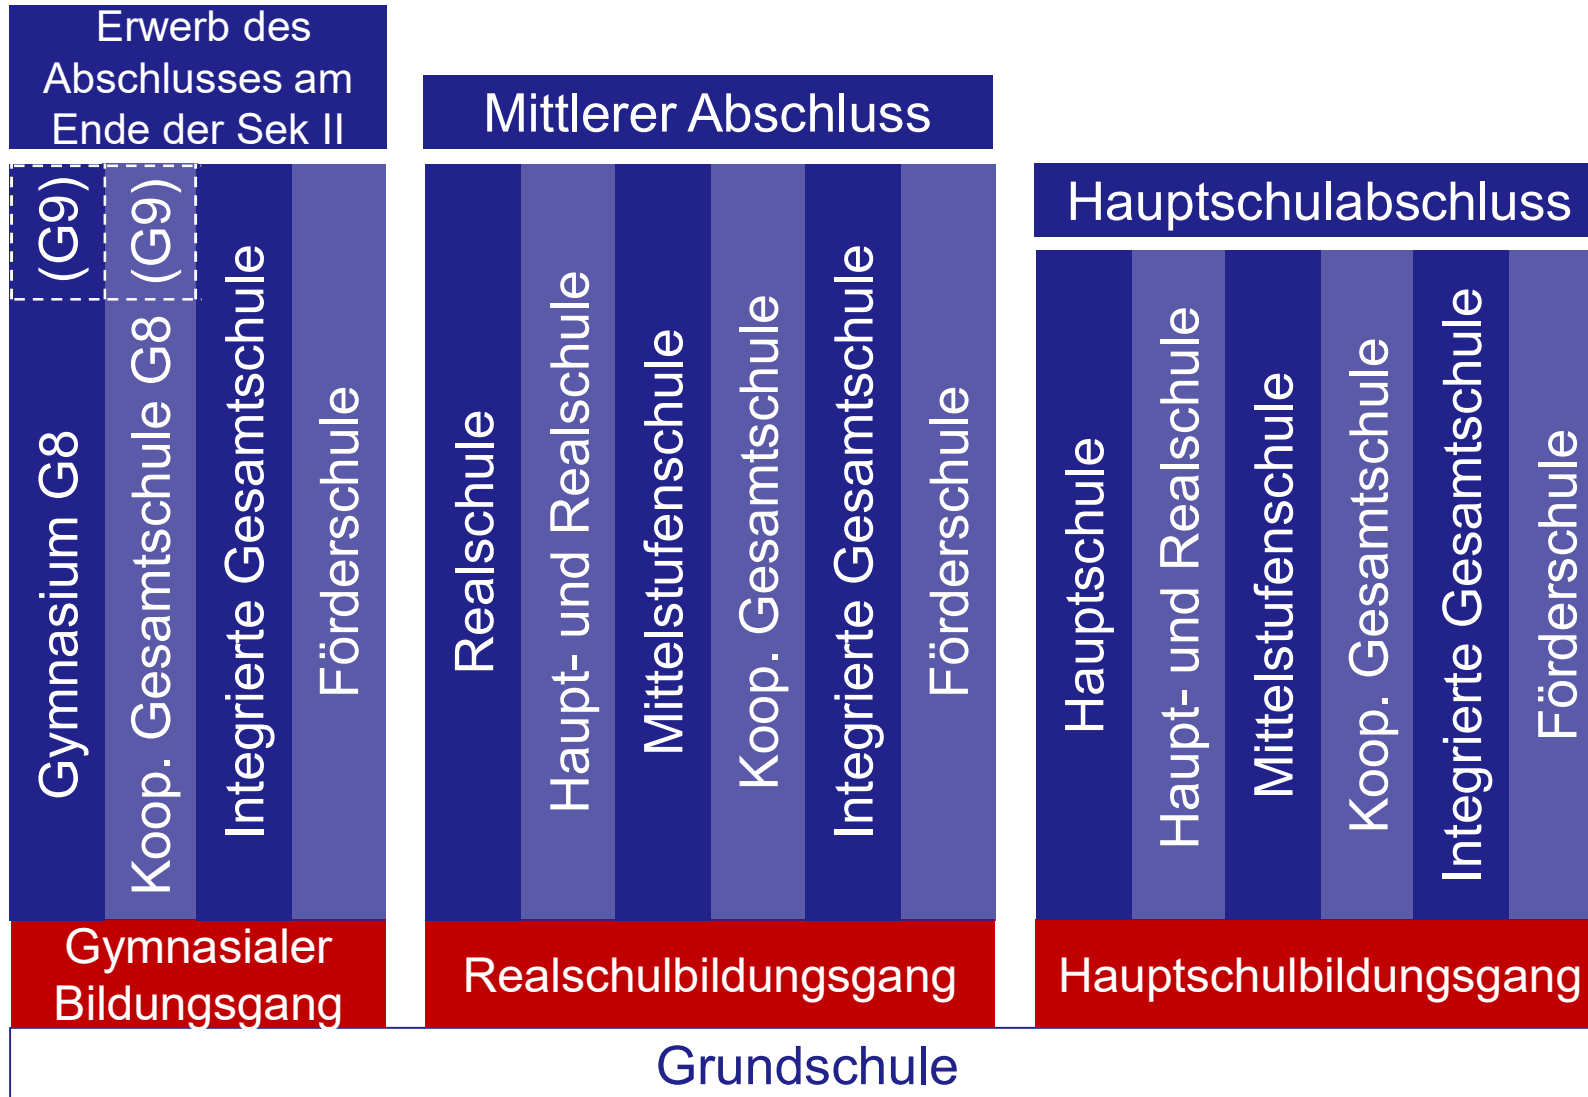 Erwerb des
Abschlusses am
Ende der Sek II
Mittlerer Abschluss
Hauptschulabschluss
Gymnasium G8 (G9)
Koop. Gesamtschule G8 (G9)
Integrierte Gesamtschule
Förderschule
Realschule
Haupt- und Realschule
Mittelstufenschule
Koop. Gesamtschule
Integrierte Gesamtschule
Förderschule
Hauptschule
Haupt- und Realschule
Mittelstufenschule
Koop. Gesamtschule
Integrierte Gesamtschule
Förderschule
Gymnasialer
Bildungsgang
Realschulbildungsgang
Hauptschulbildungsgang
Grundschule